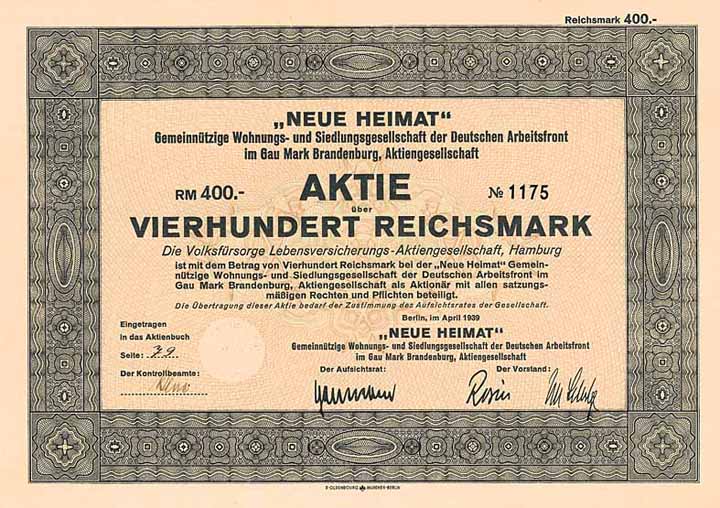 Reichsmark 400.-
„NEUE HEIMAT“
Gemeinnützige Wohnungs- und Siedlungsgesellschaft der Deutschen Arbeitsfront
im Gau Mark Brandenburg, Aktiengesellschaft
RM 400.- AKTIE № 1175
über
VIERHUNDERT REICHSMARK
Die Volksfürsorge Lebensversicherungs-Aktiengesellschaft, Hamburg
ist mit dem Betrag von Vierhundert Reichsmark bei der „Neue Heimat“ Gemein-
nützige Wohnungs- und Siedlungsgesellschaft der Deutschen Arbeitsfront im
Gau Mark Brandenburg, Aktiengesellschaft als Aktionär mit allen satzungs-
mäßigen Rechten und Pflichten beteiligt.
Die Übertragung dieser Aktie bedarf der Zustimmung des Aufsichtsrates der Gesellschaft.
Berlin, im April 1939
„NEUE HEIMAT“
Gemeinnützige Wohnungs- und Siedlungsgesellschaft der Deutschen Arbeitsfront
im Gau Mark Brandenburg, Aktiengesellschaft
Der Aufsichtsrat: Der Vorstand:
Eingetragen
in das Aktienbuch
Seite:
Der Kontrollbeamte:
R·OLDENBOURG MÜNCHEN-BERLIN